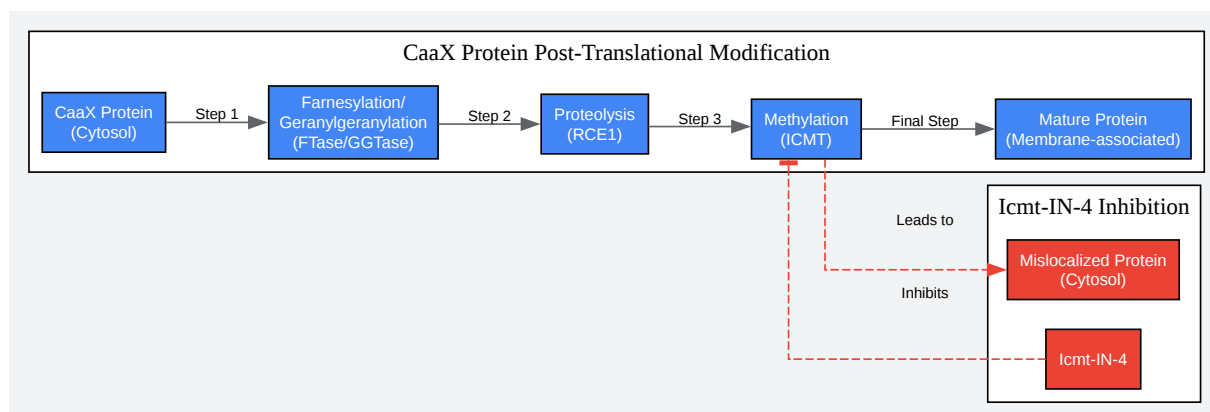 CaaX Protein Post-Translational Modification
CaaX Protein
(Cytosol)
Step 1
Farnesylation/
Geranylgeranylation
(FTase/GGTase)
Step 2
Proteolysis
(RCE1)
Step 3
Methylation
(ICMT)
Final Step
Mature Protein
(Membrane-associated)
Icmt-IN-4 Inhibition
Leads to
Mislocalized Protein
(Cytosol)
Inhibits
Icmt-IN-4